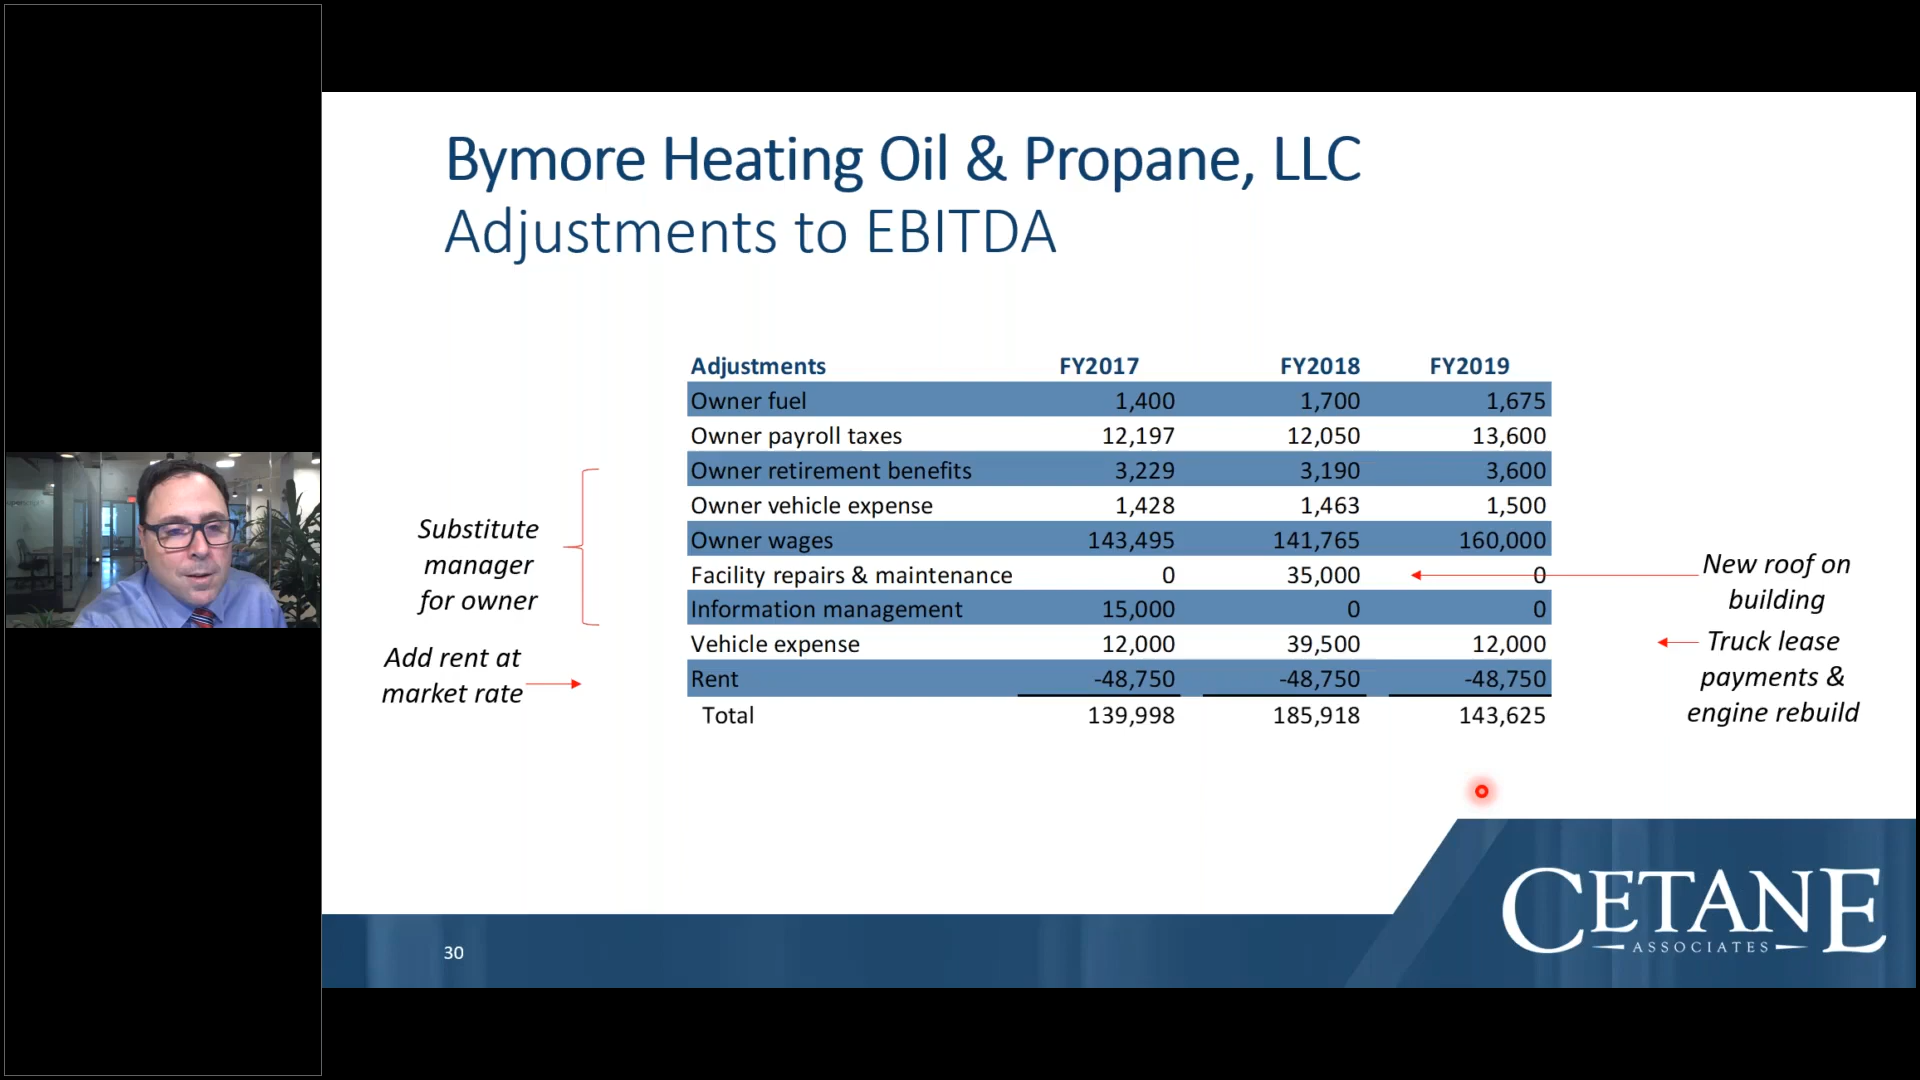 Bymore Heating Oil & Propane, LLC
Adjustments to EBITDA
Adjustments FY2017 FY2018 FY2019
Owner fuel 1,400 1,700 1,675
Owner payroll taxes 12,197 12,050 13,600
Owner retirement benefits 3,229 3,190 3,600
Owner vehicle expense 1,428 1,463 1,500
Owner wages 143,495 141,765 160,000
Facility repairs & maintenance 0 35,000 0
Information management 15,000 0 0
Vehicle expense 12,000 39,500 12,000
Rent -48,750 -48,750 -48,750
Total 139,998 185,918 143,625
Substitute
manager
for owner
Add rent at
market rate
New roof on
building
Truck lease
payments &
engine rebuild
30
CETANE
ASSOCIATES